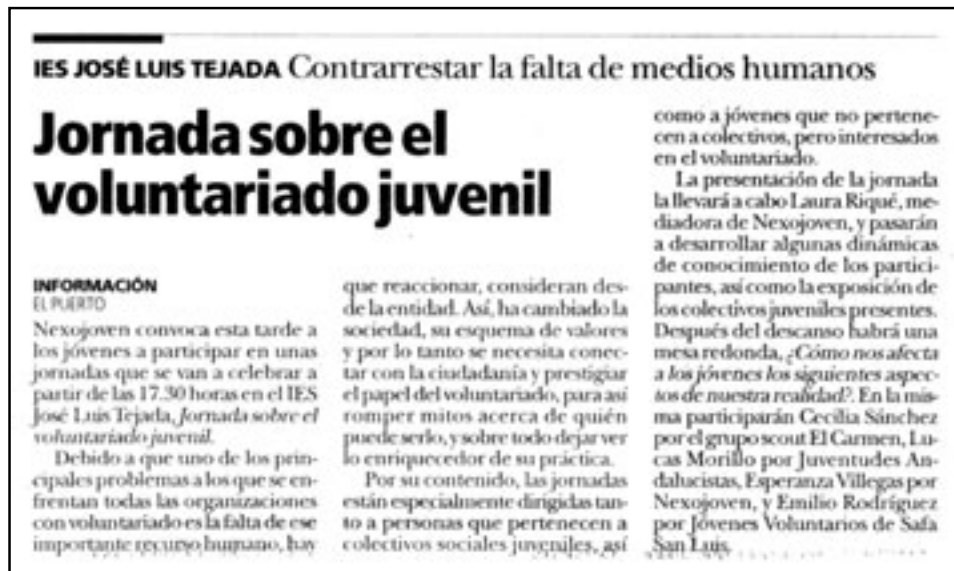 IES JOSÉ LUIS TEJADA Contrarrestar la falta de medios humanos
Jornada sobre el
voluntariado juvenil
INFORMACIÓN
EL PUERTO
Nexojoven convoca esta tarde a
los jóvenes a participar en unas
jornadas que se van a celebrar a
partir de las 17.30 horas en el IES
José Luis Tejada, Jornada sobre el
voluntariado juvenil.
Debido a que uno de los prin-
cipales problemas a los que se en-
frentan todas las organizaciones
con voluntariado es la falta de ese
importante recurso humano, hay
que reaccionar, consideran des-
de la entidad. Así, ha cambiado la
sociedad, su esquema de valores
y por lo tanto se necesita conec-
tar con la ciudadanía y prestigiar
el papel del voluntariado, para así
romper mitos acerca de quién
puede serlo, y sobre todo dejar ver
lo enriquecedor de su práctica.
Por su contenido, las jornadas
están especialmente dirigidas tan-
to a personas que pertenecen a
colectivos sociales juveniles, así
como a jóvenes que no pertene-
cen a colectivos, pero interesados
en el voluntariado.
La presentación de la jornada
la llevará a cabo Laura Riqué, me-
diadora de Nexojoven, y pasarán
a desarrollar algunas dinámicas
de conocimiento de los partici-
pantes, así como la exposición de
los colectivos juveniles presentes.
Después del descanso habrá una
mesa redonda, ¿Cómo nos afecta
a los jóvenes los siguientes aspec-
tos de nuestra realidad?. En la mis-
ma participarán Cecilia Sánchez
por el grupo scout El Carmen, Lu-
cas Morillo por Juventudes An-
dalucistas, Esperanza Villegas por
Nexojoven, y Emilio Rodríguez
por Jóvenes Voluntarios de Safa
San Luis.